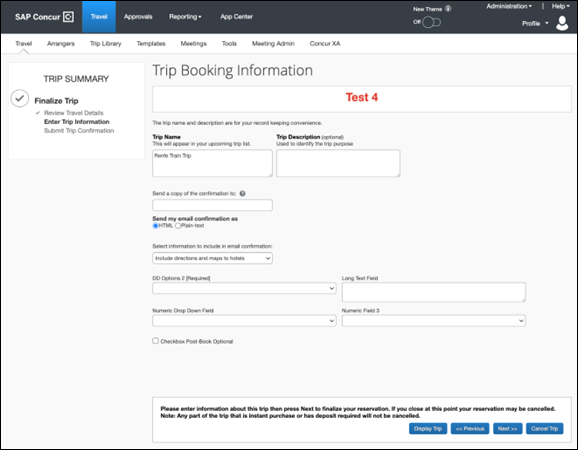 SAP Concur C Travel Approvals Reporting App Center
New Theme
Off
Administration | Help
Profile
Travel Arrangers Trip Library Templates Meetings Tools Meeting Admin Concur XA
TRIP SUMMARY
Finalize Trip
Review Travel Details
Enter Trip Information
Submit Trip Confirmation
Trip Booking Information
Test 4
The trip name and description are for your record keeping convenience.
Trip Name Trip Description (optional)
This will appear in your upcoming trip list. Used to identify the trip purpose
Renfe Train Trip
Send a copy of the confirmation to: ?
Send my email confirmation as
HTML Plain-text
Select information to include in email confirmation:
Include directions and maps to hotels
DD Options 2 [Required] Long Text Field
Numeric Drop Down Field Numeric Field 3
Checkbox Post-Book Optional
Please enter information about this trip then press Next to finalize your reservation. If you close at this point your reservation may be cancelled.
Note: Any part of the trip that is instant purchase or has deposit required will not be cancelled.
Display Trip << Previous Next >> Cancel Trip